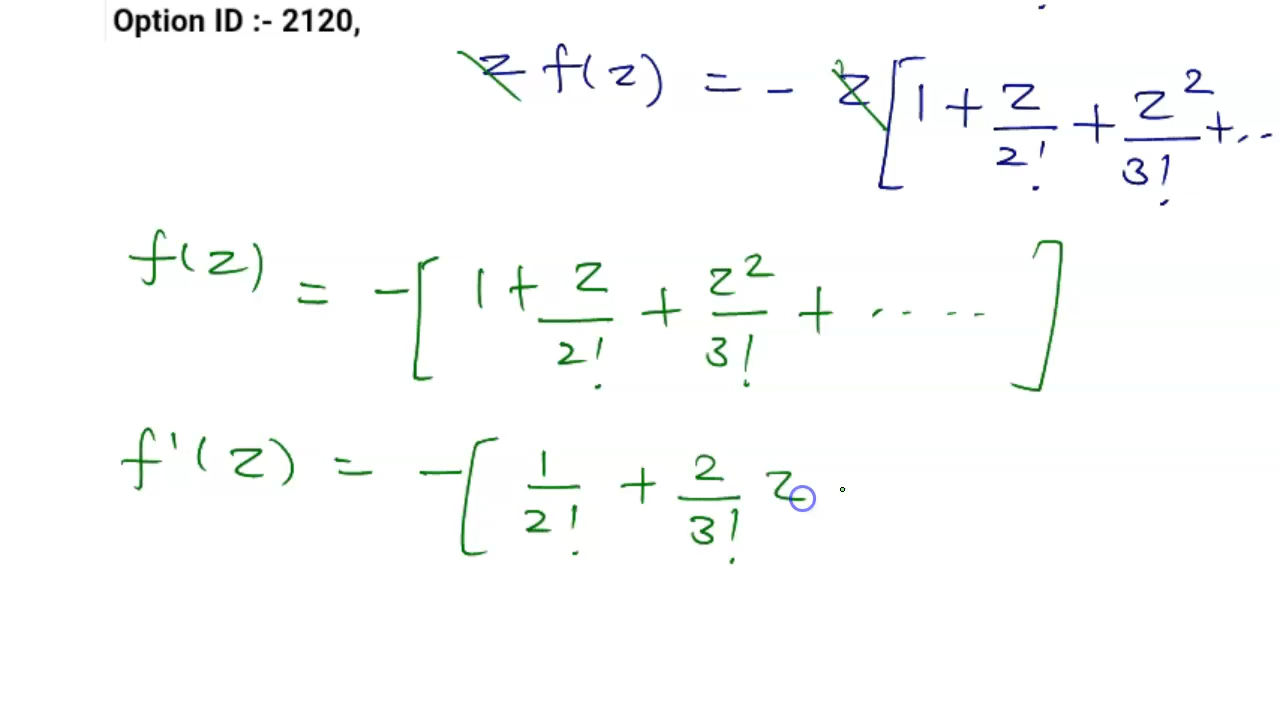 Option ID :- 2120,
z f(z) = - z [ 1 + z/2! + z²/3! + ..
f(z) = - [ 1 + z/2! + z²/3! + ..... ]
f'(z) = - [ 1/2! + 2/3! z